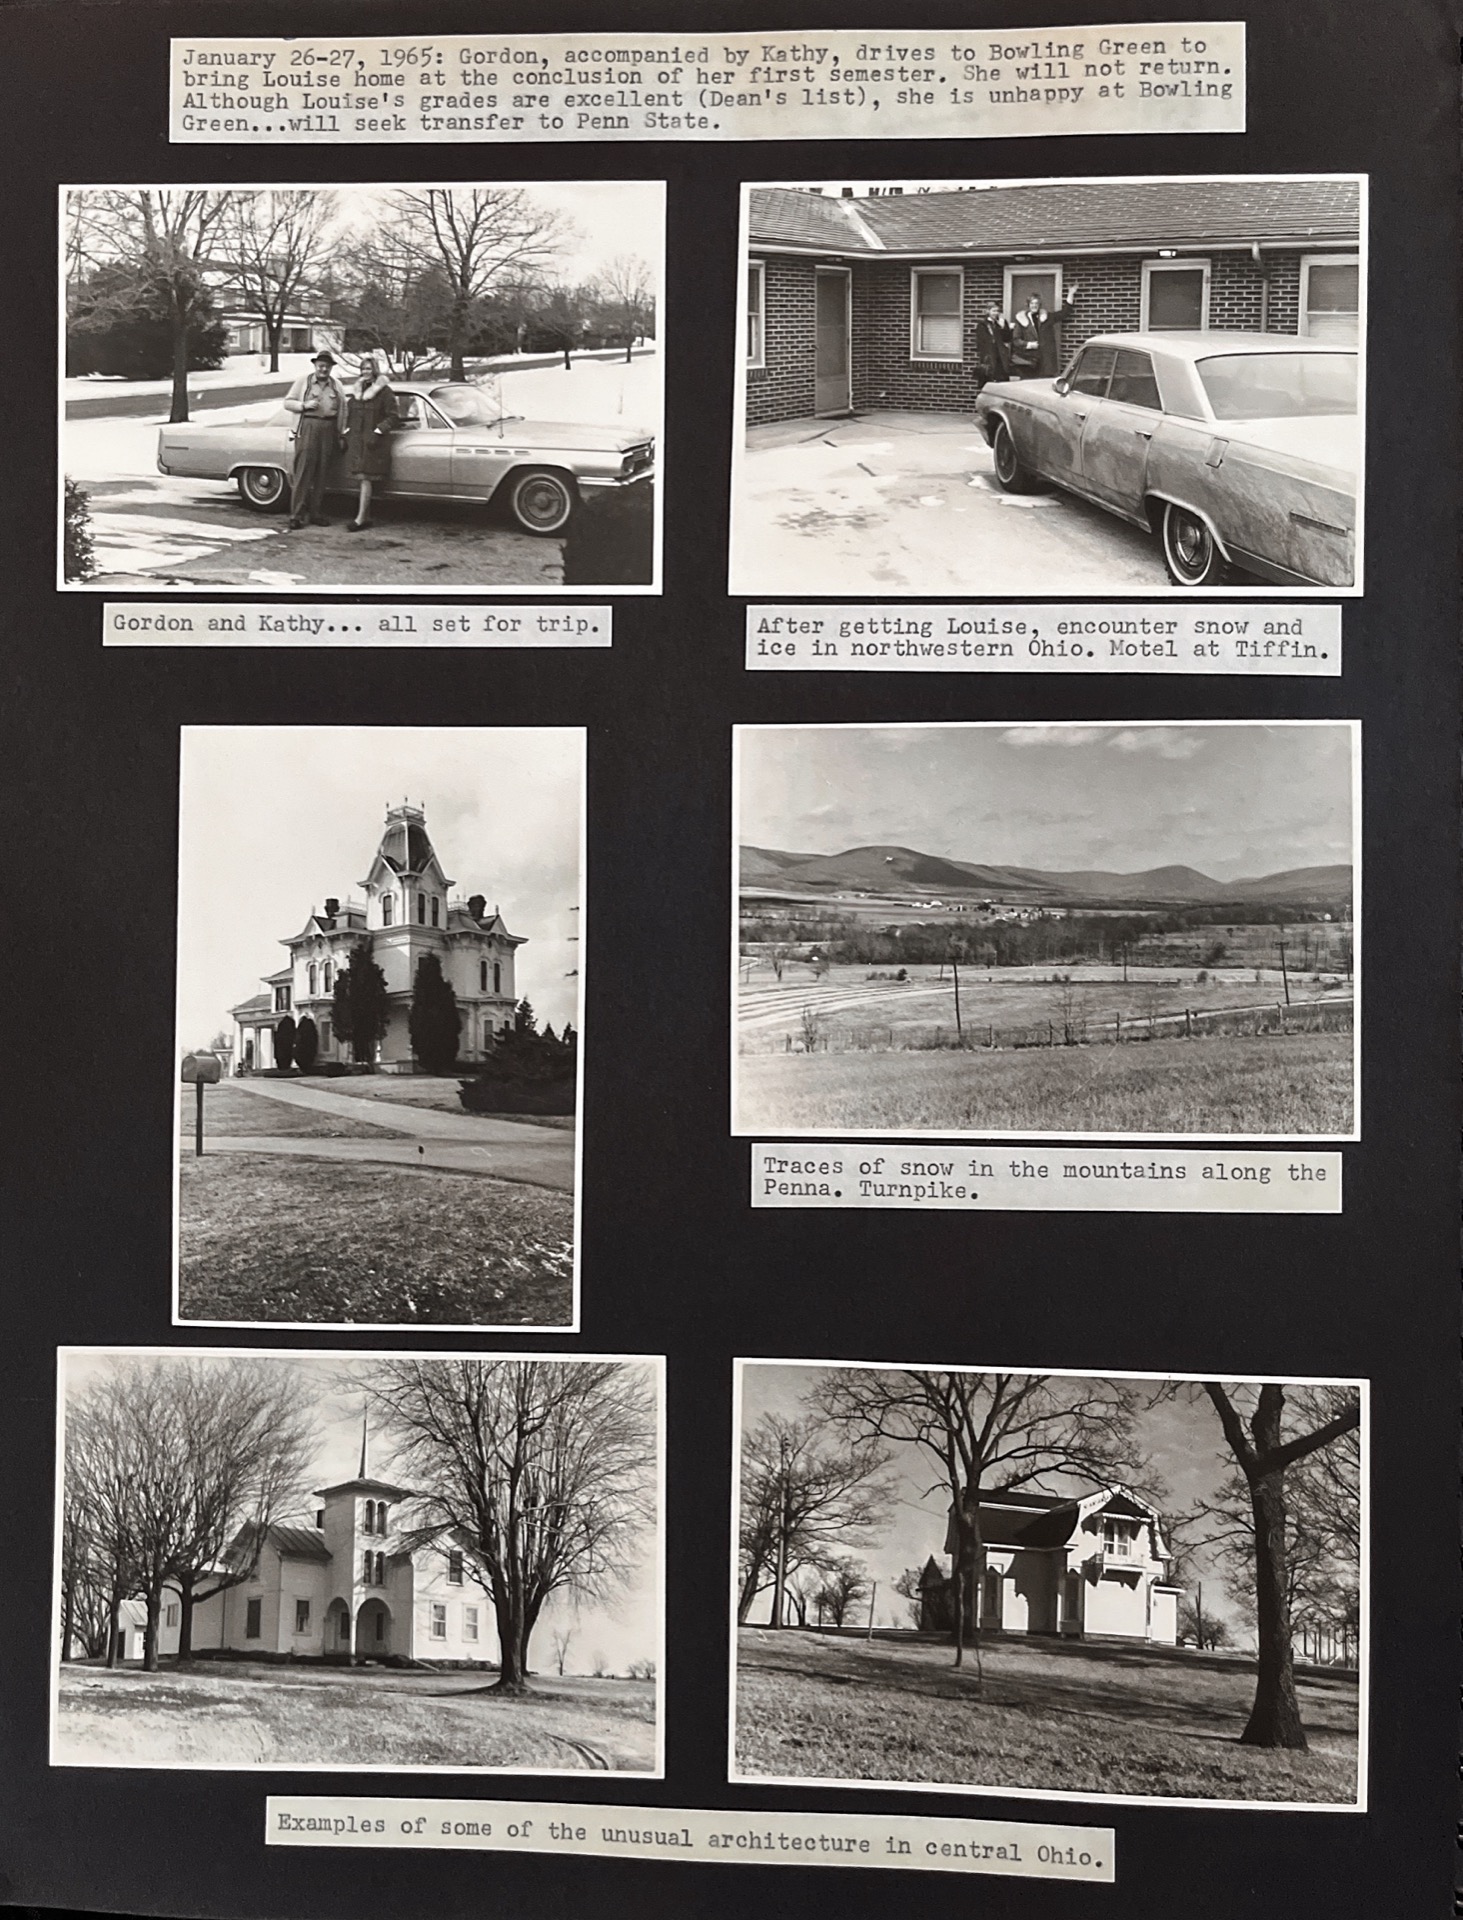 January 26-27, 1965: Gordon, accompanied by Kathy, drives to Bowling Green to
bring Louise home at the conclusion of her first semester. She will not return.
Although Louise's grades are excellent (Dean's list), she is unhappy at Bowling
Green...will seek transfer to Penn State.
Gordon and Kathy... all set for trip.
After getting Louise, encounter snow and
ice in northwestern Ohio. Motel at Tiffin.
Traces of snow in the mountains along the
Penna. Turnpike.
Examples of some of the unusual architecture in central Ohio.